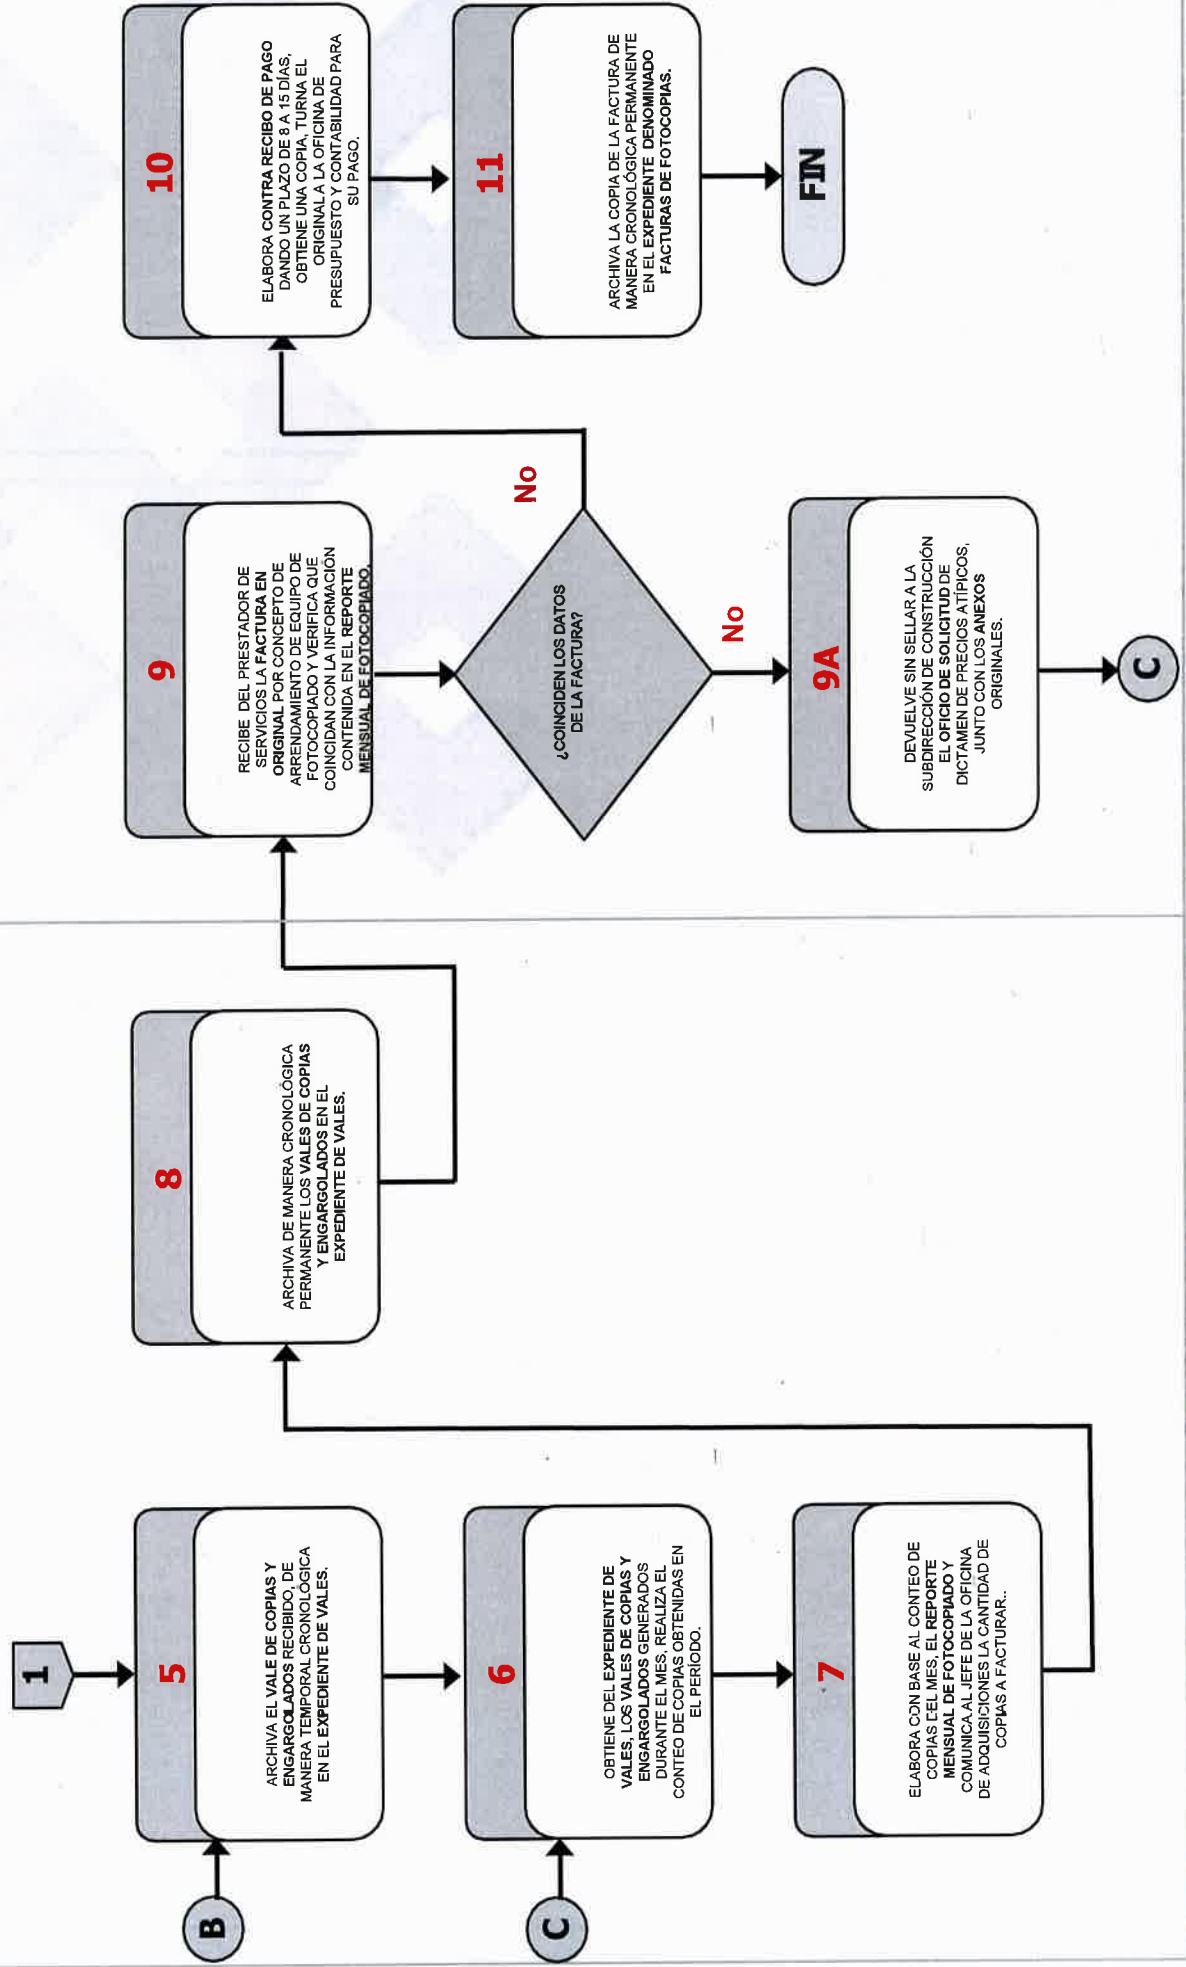 1
B
5
ARCHIVA EL VALE DE COPIAS Y
ENGARGOLADOS RECIBIDO, DE
MANERA TEMPORAL CRONOLÓGICA
EN EL EXPEDIENTE DE VALES.
C
6
OBTIENE DEL EXPEDIENTE DE
VALES, LOS VALES DE COPIAS Y
ENGARGOLADOS GENERADOS
DURANTE EL MES, REALIZA EL
CONTEO DE COPIAS OBTENIDAS EN
EL PERÍODO.
7
ELABORA CON BASE AL CONTEO DE
COPIAS DEL MES, EL REPORTE
MENSUAL DE FOTOCOPIADO Y
COMUNICA AL JEFE DE LA OFICINA
DE ADQUISICIONES LA CANTIDAD DE
COPIAS A FACTURAR..
8
ARCHIVA DE MANERA CRONOLÓGICA
PERMANENTE LOS VALES DE COPIAS
Y ENGARGOLADOS EN EL
EXPEDIENTE DE VALES.
9
RECIBE DEL PRESTADOR DE
SERVICIOS LA FACTURA EN
ORIGINAL POR CONCEPTO DE
ARRENDAMIENTO DE EQUIPO DE
FOTOCOPIADO Y VERIFICA QUE
COINCIDAN CON LA INFORMACIÓN
CONTENIDA EN EL REPORTE
MENSUAL DE FOTOCOPIADO,
¿COINCIDEN LOS DATOS
DE LA FACTURA?
No
No
9A
DEVUELVE SIN SELLAR A LA
SUBDIRECCIÓN DE CONSTRUCCIÓN
EL OFICIO DE SOLICITUD DE
DICTAMEN DE PRECIOS ATÍPICOS,
JUNTO CON LOS ANEXOS
ORIGINALES.
C
10
ELABORA CONTRA RECIBO DE PAGO
DANDO UN PLAZO DE 8 A 15 DÍAS,
OBTIENE UNA COPIA, TURNA EL
ORIGINAL A LA OFICINA DE
PRESUPUESTO Y CONTABILIDAD PARA
SU PAGO.
11
ARCHIVA LA COPIA DE LA FACTURA DE
MANERA CRONOLÓGICA PERMANENTE
EN EL EXPEDIENTE DENOMINADO
FACTURAS DE FOTOCOPIAS.
FIN